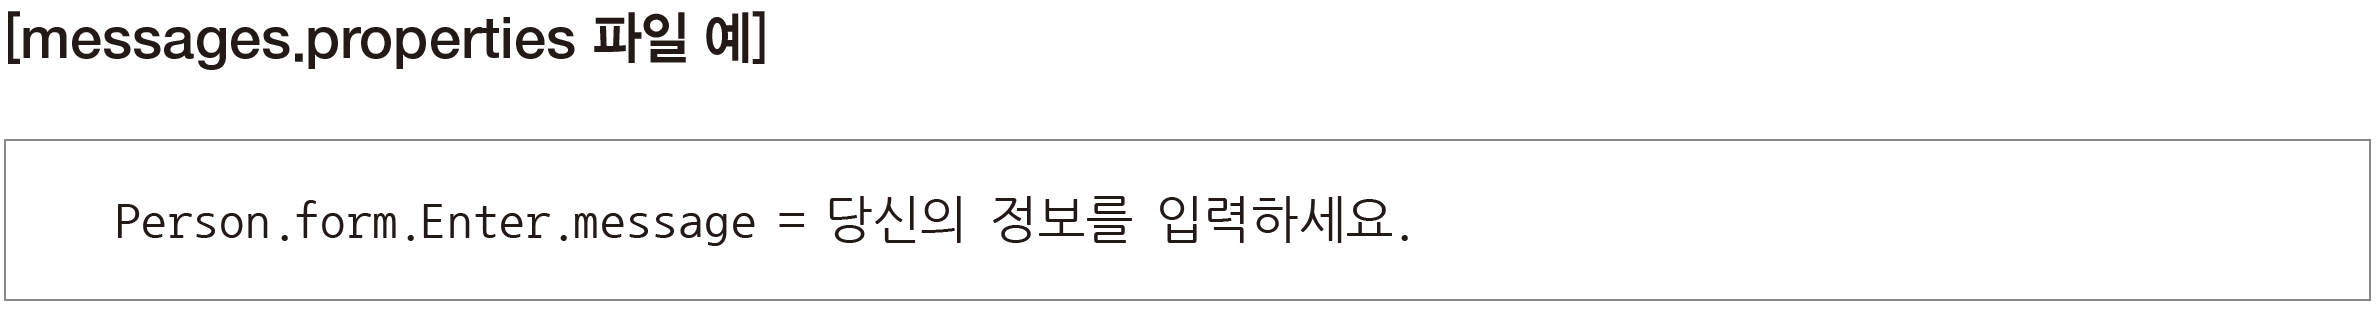 [messages.properties 파일 예]
Person.form.Enter.message = 당신의 정보를 입력하세요.